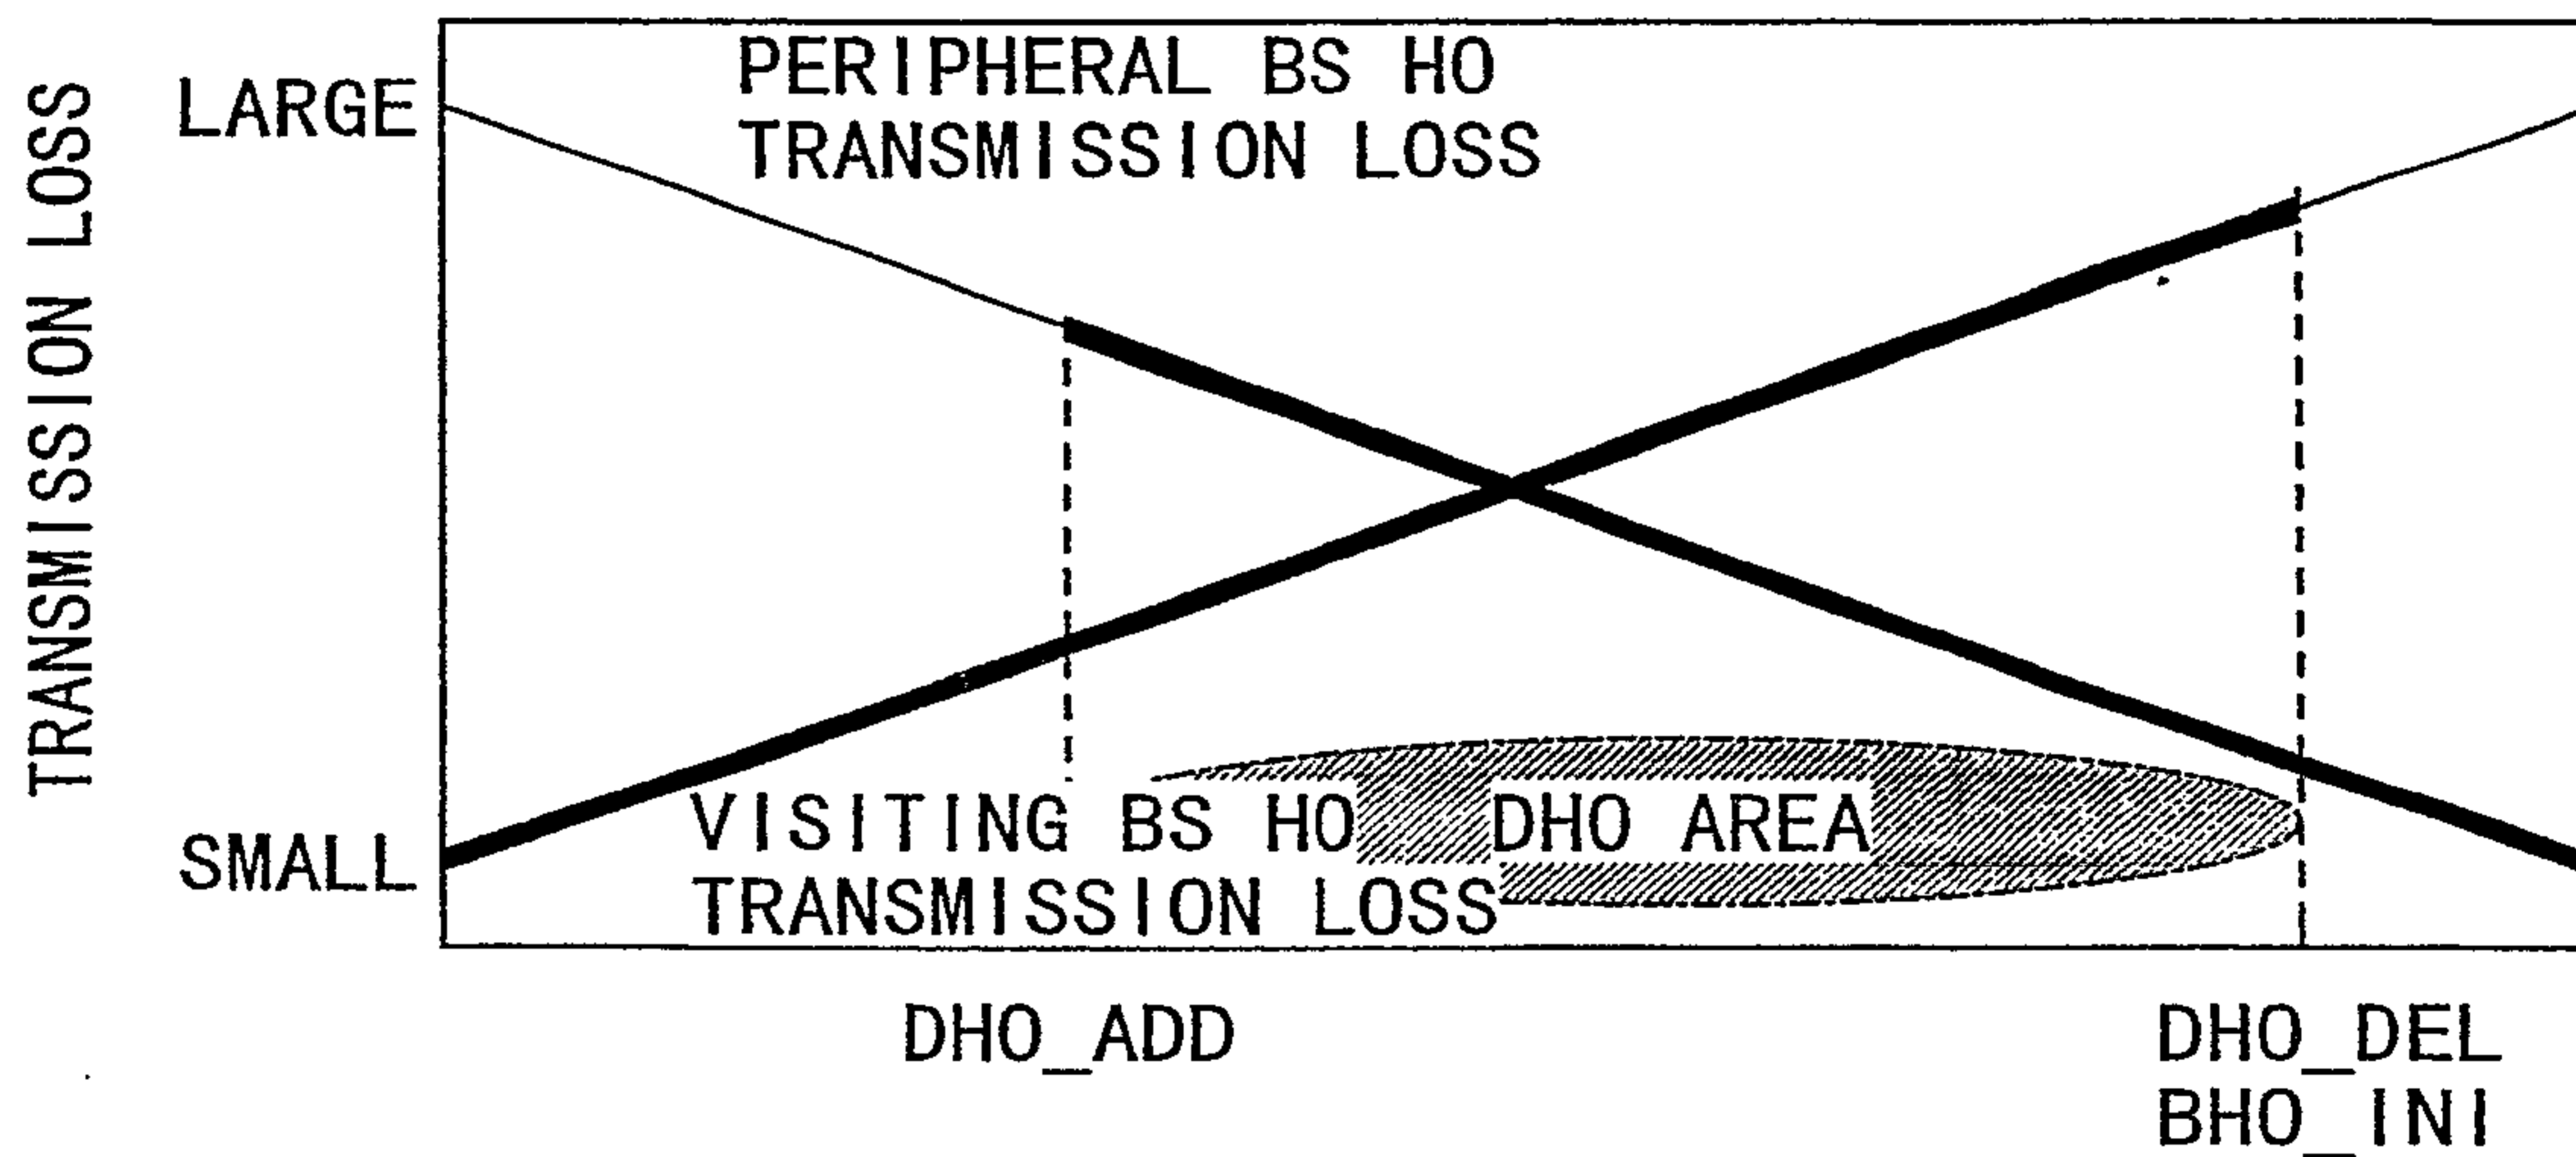 PERIPHERAL BS HO
TRANSMISSION LOSS
LARGE
TRANSMISSION LOSS
SMALL
VISITING BS HO
TRANSMISSION LOSS
DHO AREA
DHO_ADD
DHO_DEL
BHO_INI